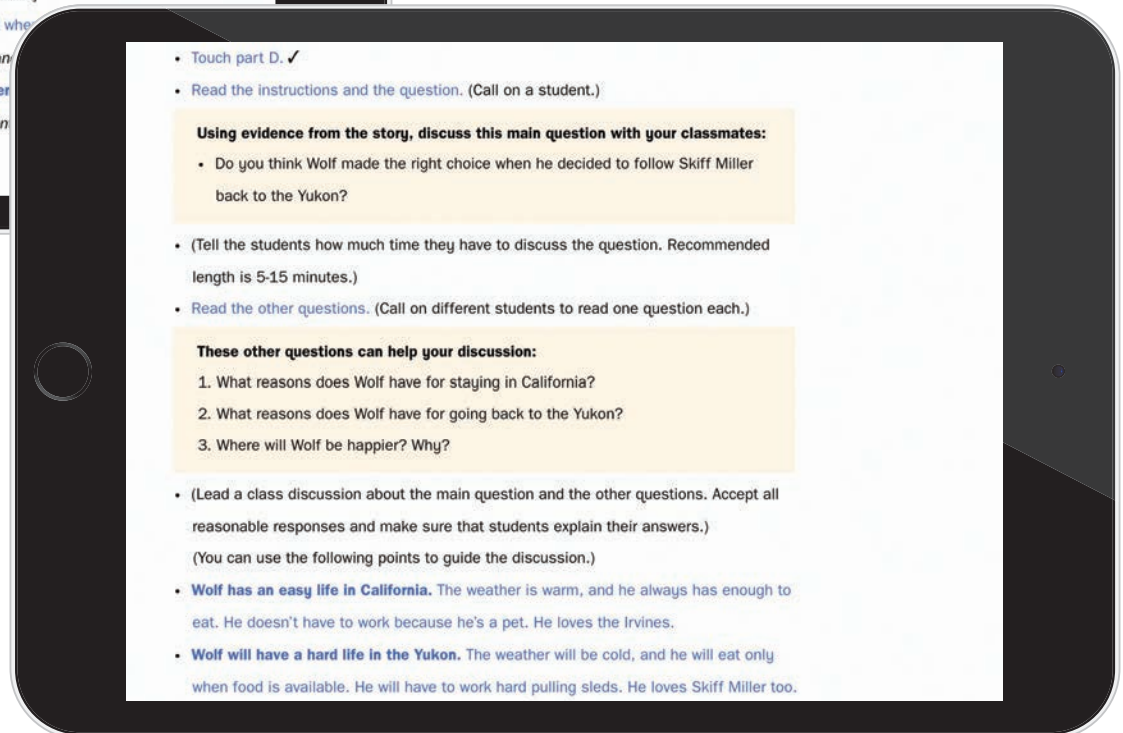 whe
• Touch part D. ✓
• Read the instructions and the question. (Call on a student.)
Using evidence from the story, discuss this main question with your classmates:
• Do you think Wolf made the right choice when he decided to follow Skiff Miller
back to the Yukon?
• (Tell the students how much time they have to discuss the question. Recommended
length is 5-15 minutes.)
• Read the other questions. (Call on different students to read one question each.)
These other questions can help your discussion:
1. What reasons does Wolf have for staying in California?
2. What reasons does Wolf have for going back to the Yukon?
3. Where will Wolf be happier? Why?
• (Lead a class discussion about the main question and the other questions. Accept all
reasonable responses and make sure that students explain their answers.)
(You can use the following points to guide the discussion.)
• Wolf has an easy life in California. The weather is warm, and he always has enough to
eat. He doesn't have to work because he's a pet. He loves the Irvines.
• Wolf will have a hard life in the Yukon. The weather will be cold, and he will eat only
when food is available. He will have to work hard pulling sleds. He loves Skiff Miller too.